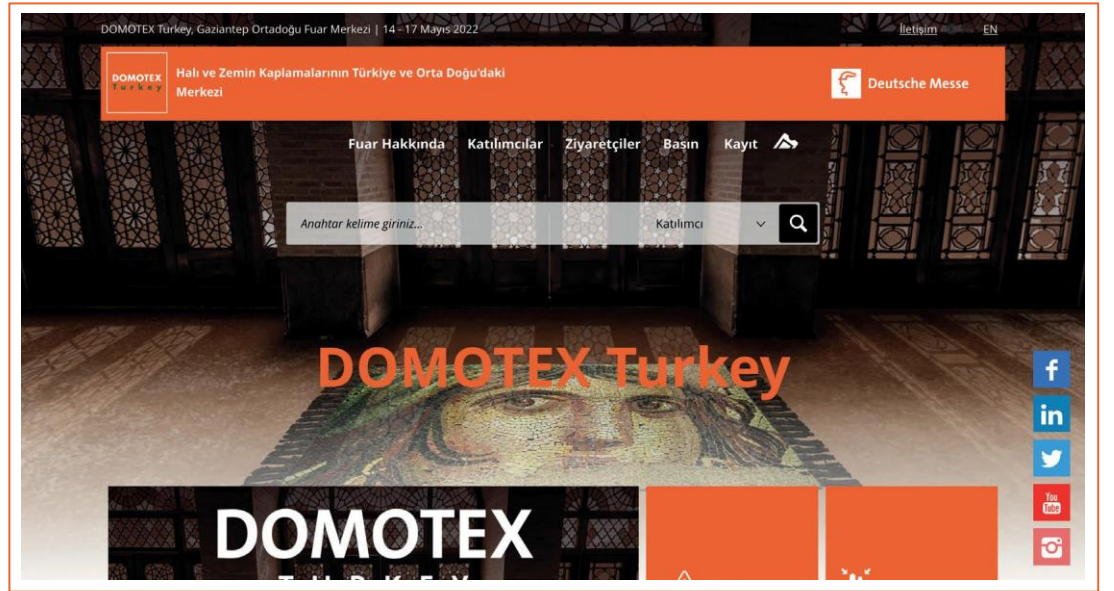 DOMOTEX Turkey, Gaziantep Ortadoğu Fuar Merkezi | 14 - 17 Mayıs 2022
İletişim
EN
DOMOTEX
Turkey
Halı ve Zemin Kaplamalarının Türkiye ve Orta Doğu'daki
Merkezi
Deutsche Messe
Fuar Hakkında Katılımcılar Ziyaretçiler Basın Kayıt
Anahtar kelime giriniz...
Katılımcı
DOMOTEX Turkey
f
in
You
Tube
DOMOTEX
TURKEY